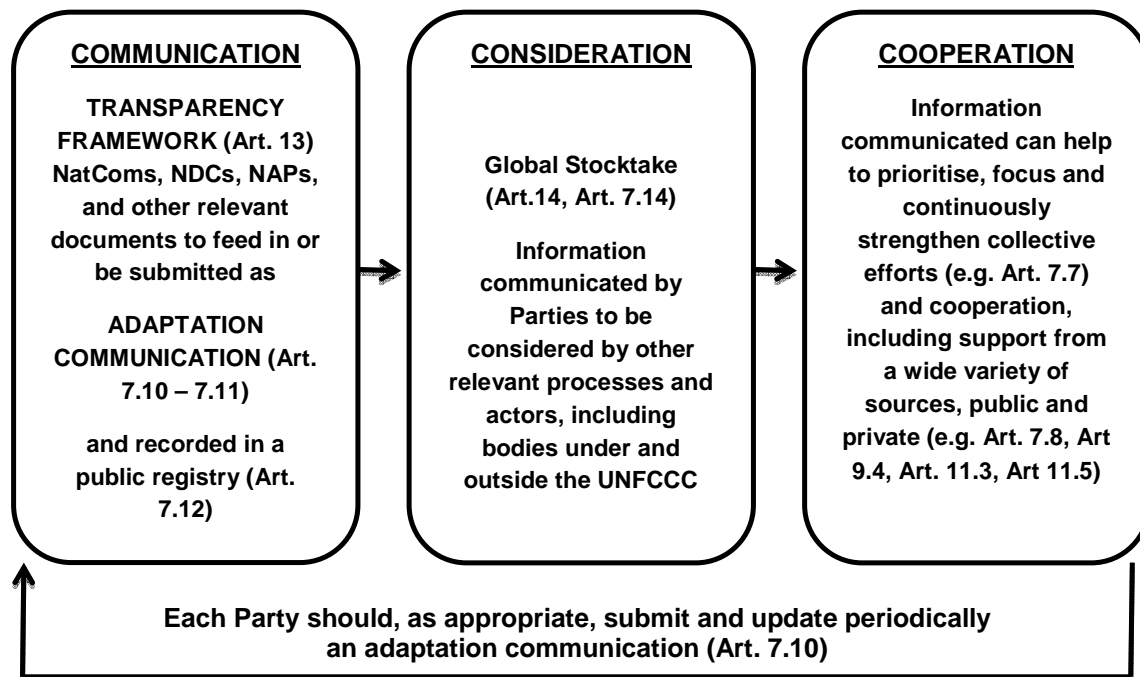 COMMUNICATION
TRANSPARENCY
FRAMEWORK (Art. 13)
NatComs, NDCs, NAPs,
and other relevant
documents to feed in or
be submitted as
ADAPTATION
COMMUNICATION (Art.
7.10 – 7.11)
and recorded in a
public registry (Art.
7.12)
CONSIDERATION
Global Stocktake
(Art.14, Art. 7.14)
Information
communicated by
Parties to be
considered by other
relevant processes and
actors, including
bodies under and
outside the UNFCCC
COOPERATION
Information
communicated can help
to prioritise, focus and
continuously
strengthen collective
efforts (e.g. Art. 7.7)
and cooperation,
including support from
a wide variety of
sources, public and
private (e.g. Art. 7.8, Art
9.4, Art. 11.3, Art 11.5)
Each Party should, as appropriate, submit and update periodically
an adaptation communication (Art. 7.10)